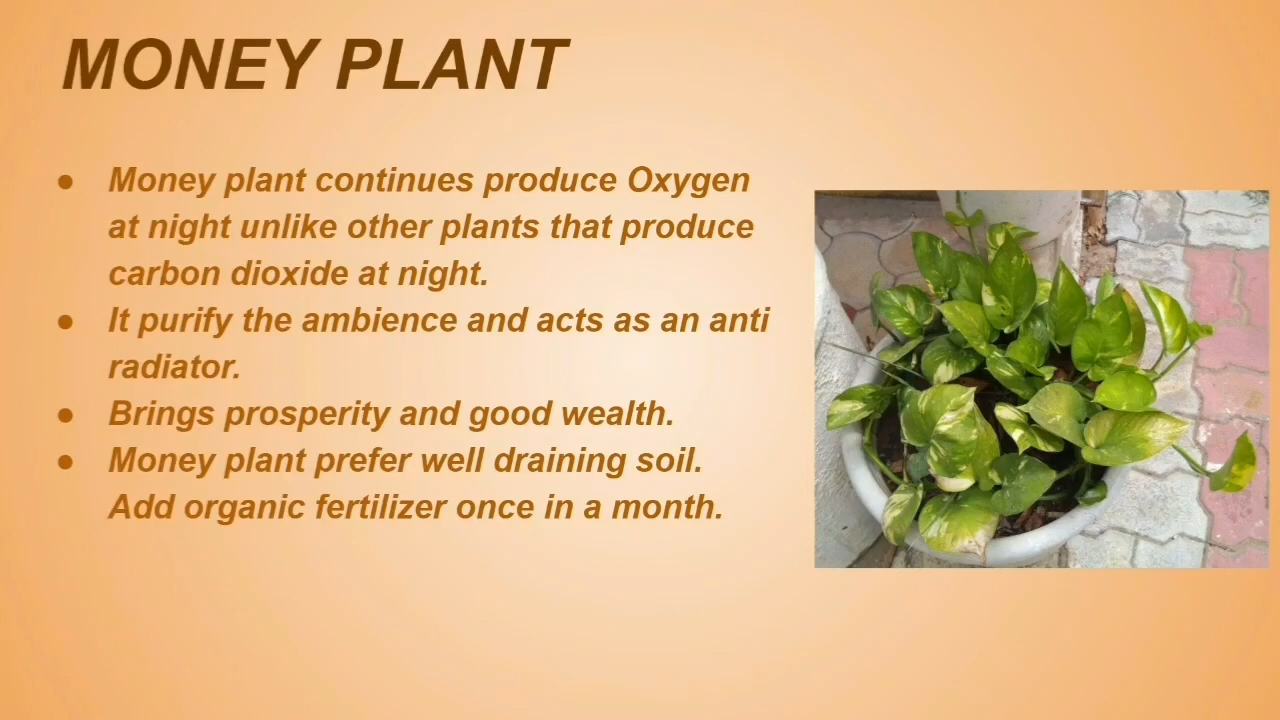 MONEY PLANT
● Money plant continues produce Oxygen
at night unlike other plants that produce
carbon dioxide at night.
● It purify the ambience and acts as an anti
radiator.
● Brings prosperity and good wealth.
● Money plant prefer well draining soil.
Add organic fertilizer once in a month.